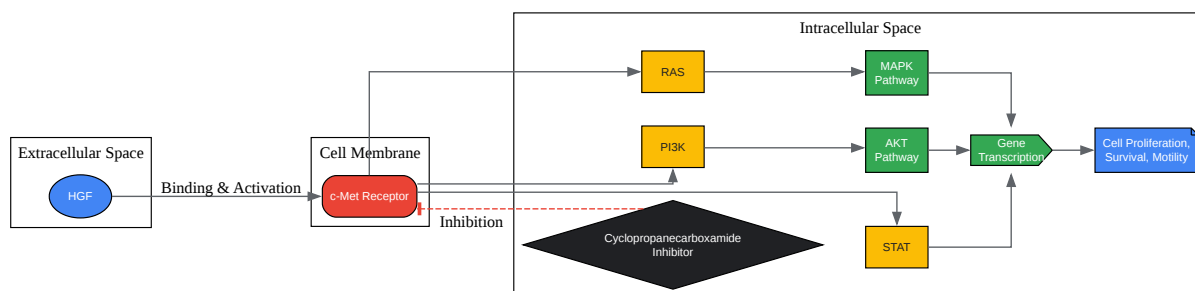 Intracellular Space
RAS
MAPK
Pathway
Extracellular Space
Cell Membrane
PI3K
AKT
Pathway
Gene
Transcription
Cell Proliferation,
Survival, Motility
HGF
Binding & Activation
c-Met Receptor
Inhibition
Cyclopropanecarboxamide
Inhibitor
STAT